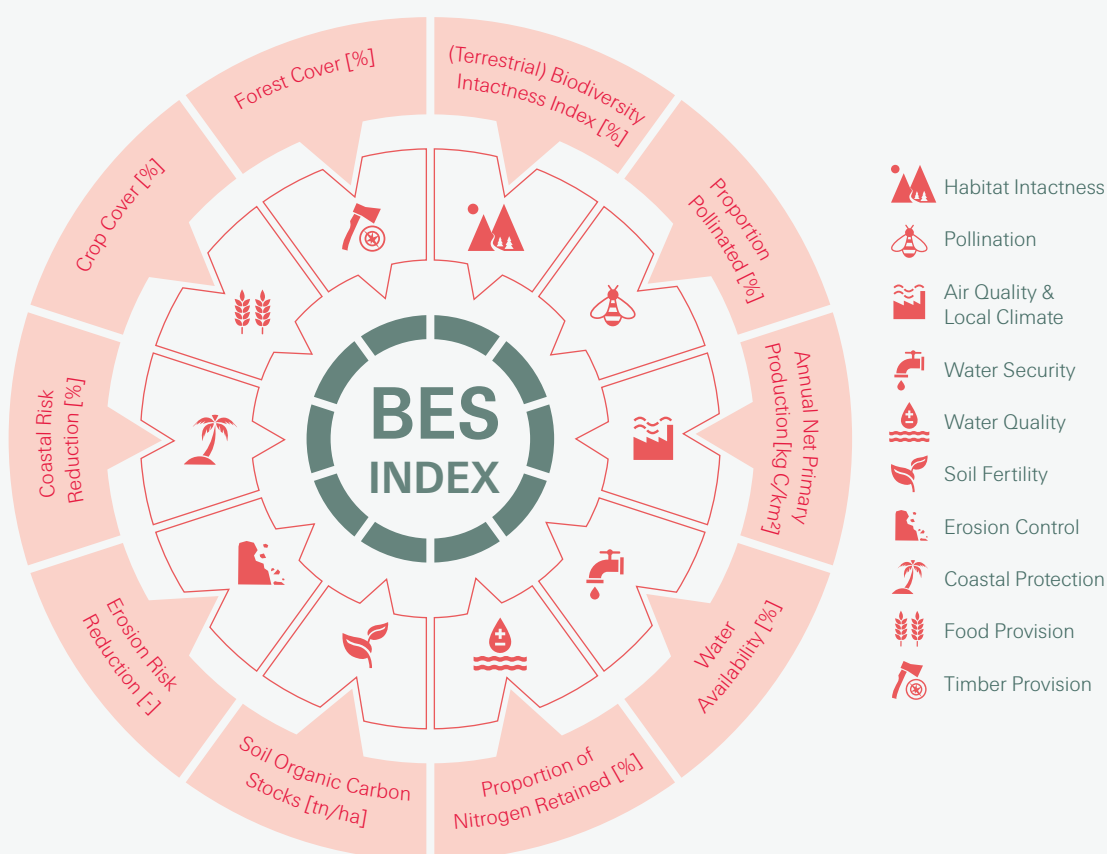 Forest Cover [%]
(Terrestrial) Biodiversity
Intactness Index [%]
Proportion
Pollinated [%]
Annual Net Primary
Production [kg C/km²]
Water
Availability [%]
Proportion of
Nitrogen Retained [%]
Soil Organic Carbon
Stocks [tn/ha]
Erosion Risk
Reduction [-]
Coastal Risk
Reduction [%]
Crop Cover [%]
BES
INDEX
Habitat Intactness
Pollination
Air Quality &
Local Climate
Water Security
Water Quality
Soil Fertility
Erosion Control
Coastal Protection
Food Provision
Timber Provision